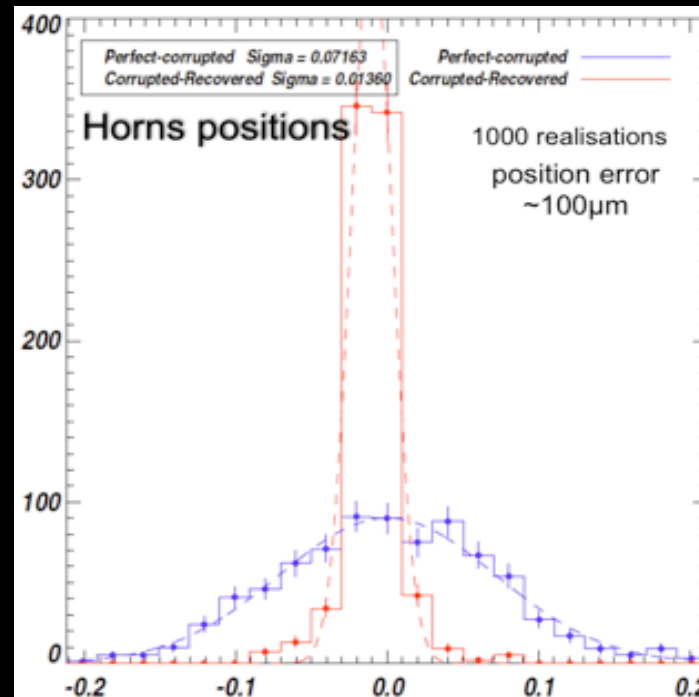 400
Perfect-corrupted Sigma = 0.07163
Corrupted-Recovered Sigma = 0.01360
Perfect-corrupted
Corrupted-Recovered
Horns positions
1000 realisations
position error
~100µm
300
200
100
0
-0.2
-0.1
0.0
0.1